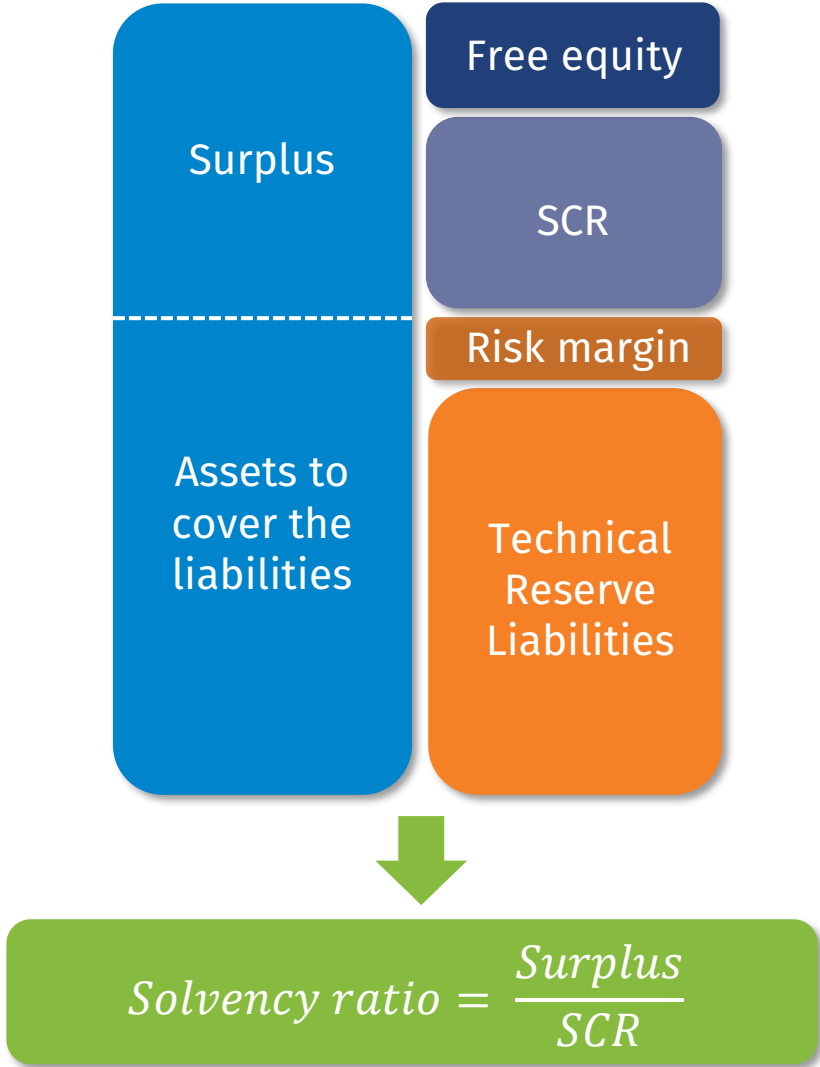 Surplus
Assets to
cover the
liabilities
Free equity
SCR
Risk margin
Technical
Reserve
Liabilities
Solvency ratio = Surplus
SCR